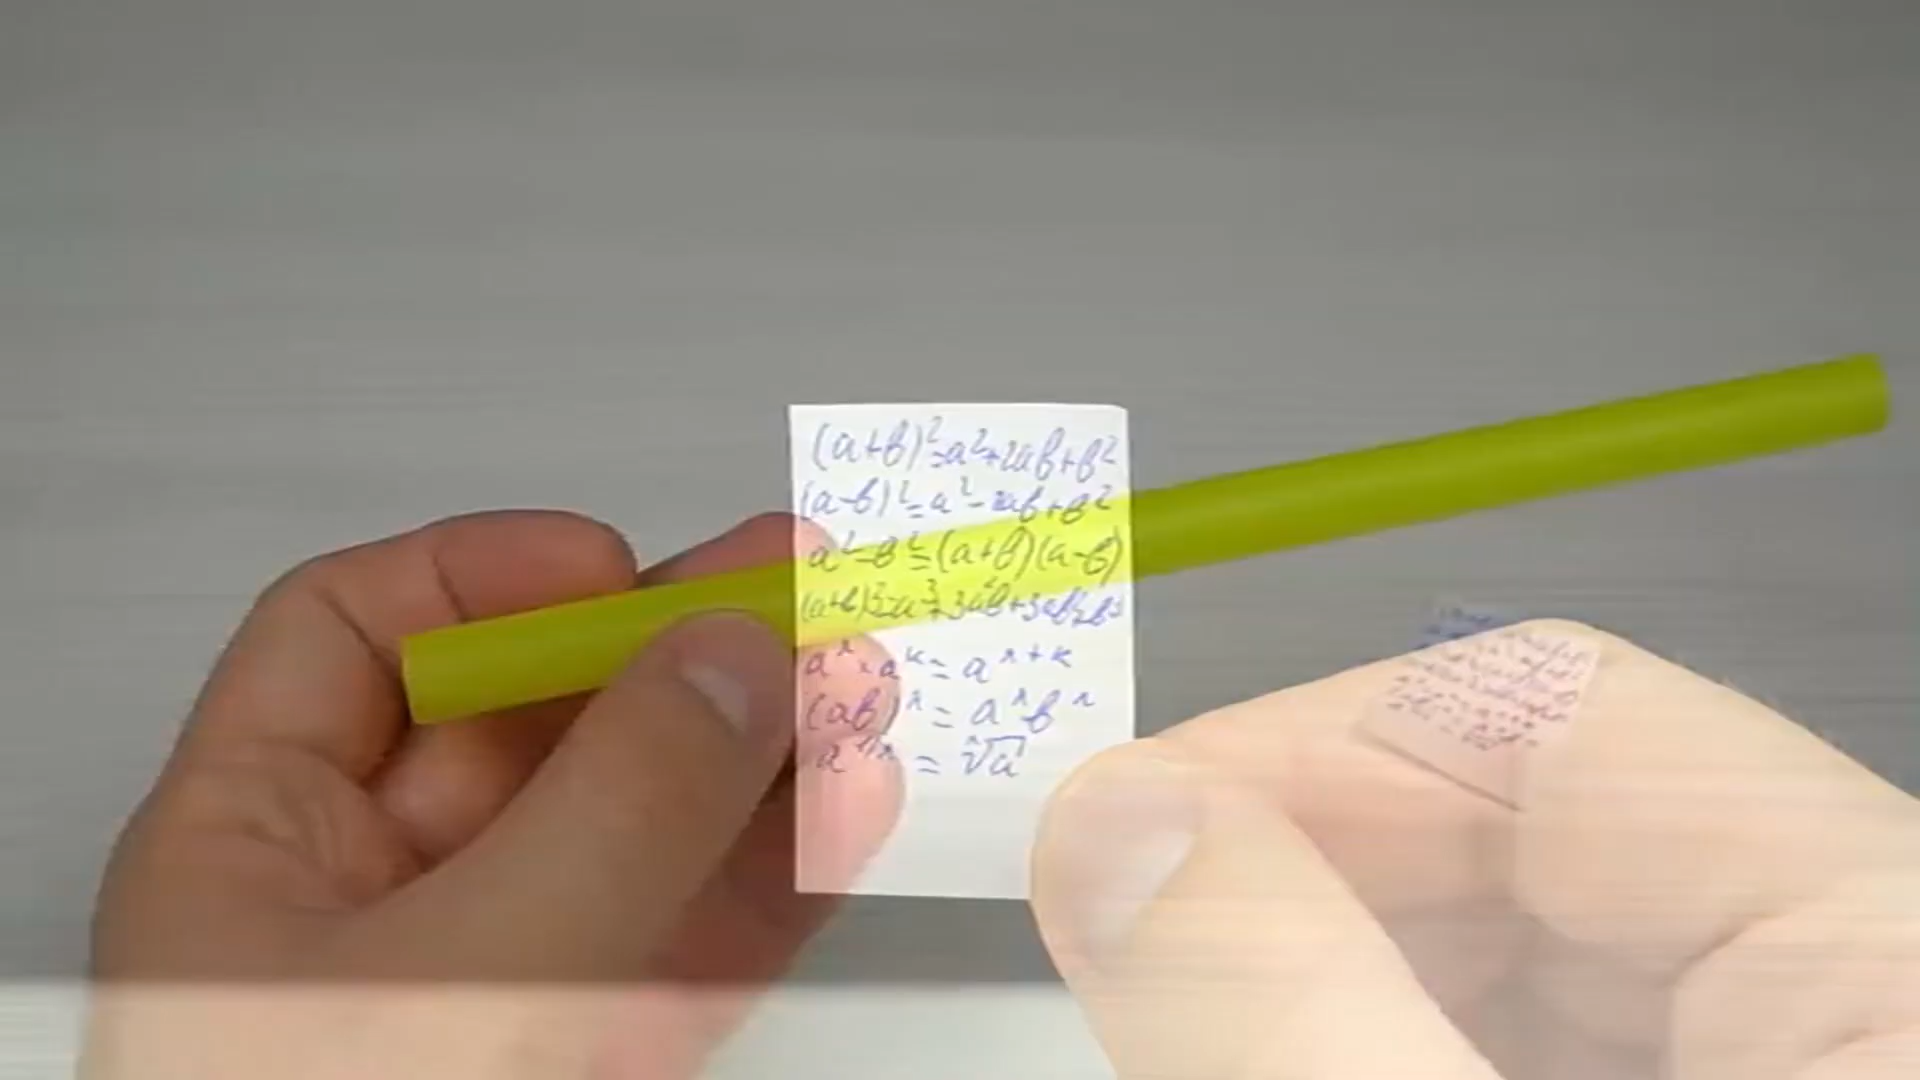 (a+b)²=a²+2ab+b²
(a-b)²=a²-2ab+b²
a²-b²=(a+b)(a-b)
(a+b)³=a³+3a²b+3ab²+b³
aⁿ·aᵏ=aⁿ⁺ᵏ
(ab)ⁿ=aⁿbⁿ
a¹/ⁿ=ⁿ√a